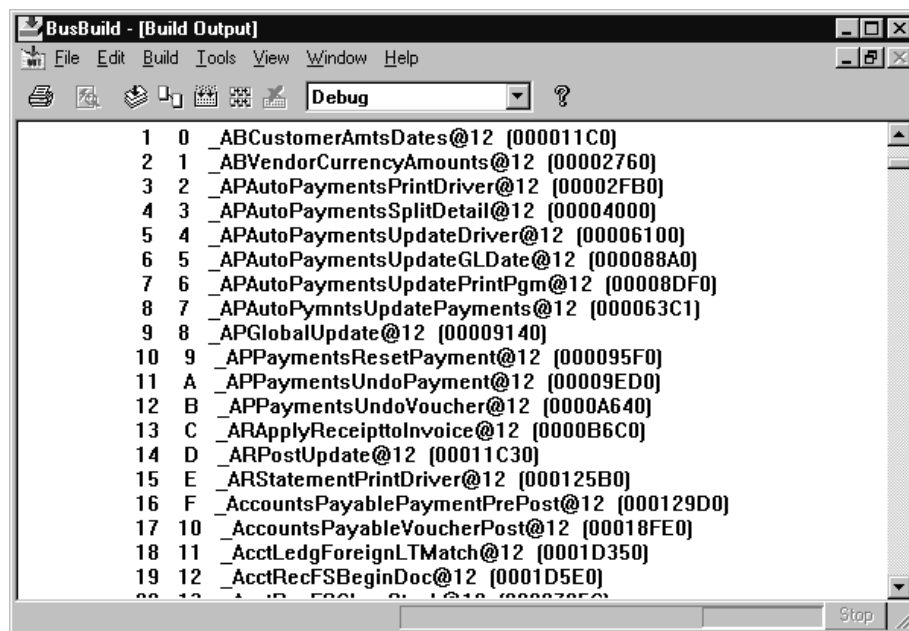 BusBuild - [Build Output]
File Edit Build Tools View Window Help
Debug
1 0 _ABCustomerAmtsDates@12 (000011C0)
2 1 _ABVendorCurrencyAmounts@12 (00002760)
3 2 _APAutoPaymentsPrintDriver@12 (00002FB0)
4 3 _APAutoPaymentsSplitDetail@12 (00004000)
5 4 _APAutoPaymentsUpdateDriver@12 (00006100)
6 5 _APAutoPaymentsUpdateGLDate@12 (000088A0)
7 6 _APAutoPaymentsUpdatePrintPgm@12 (00008DF0)
8 7 _APAutoPymntsUpdatePayments@12 (000063C1)
9 8 _APGlobalUpdate@12 (00009140)
10 9 _APPaymentsResetPayment@12 (000095F0)
11 A _APPaymentsUndoPayment@12 (00009ED0)
12 B _APPaymentsUndoVoucher@12 (0000A640)
13 C _ARApplyReceipttoInvoice@12 (0000B6C0)
14 D _ARPostUpdate@12 (00011C30)
15 E _ARStatementPrintDriver@12 (000125B0)
16 F _AccountsPayablePaymentPrePost@12 (000129D0)
17 10 _AccountsPayableVoucherPost@12 (00018FE0)
18 11 _AcctLedgForeignLTMatch@12 (0001D350)
19 12 _AcctRecFSBeginDoc@12 (0001D5E0)
Stop